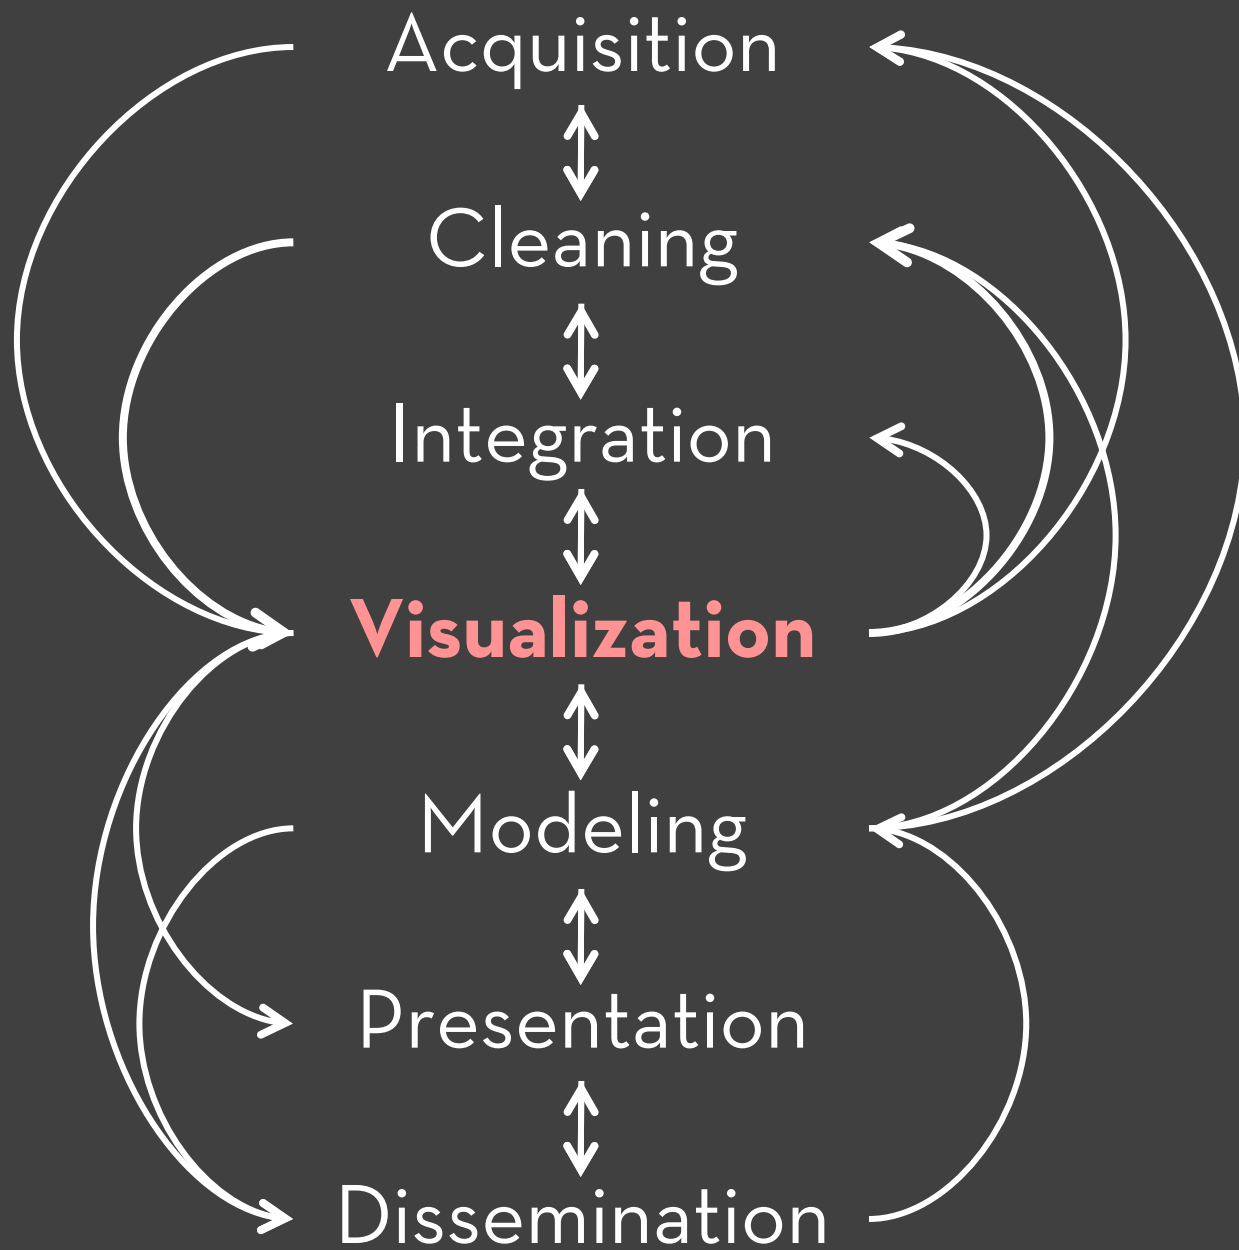 Acquisition
Cleaning
Integration
Visualization
Modeling
Presentation
Dissemination